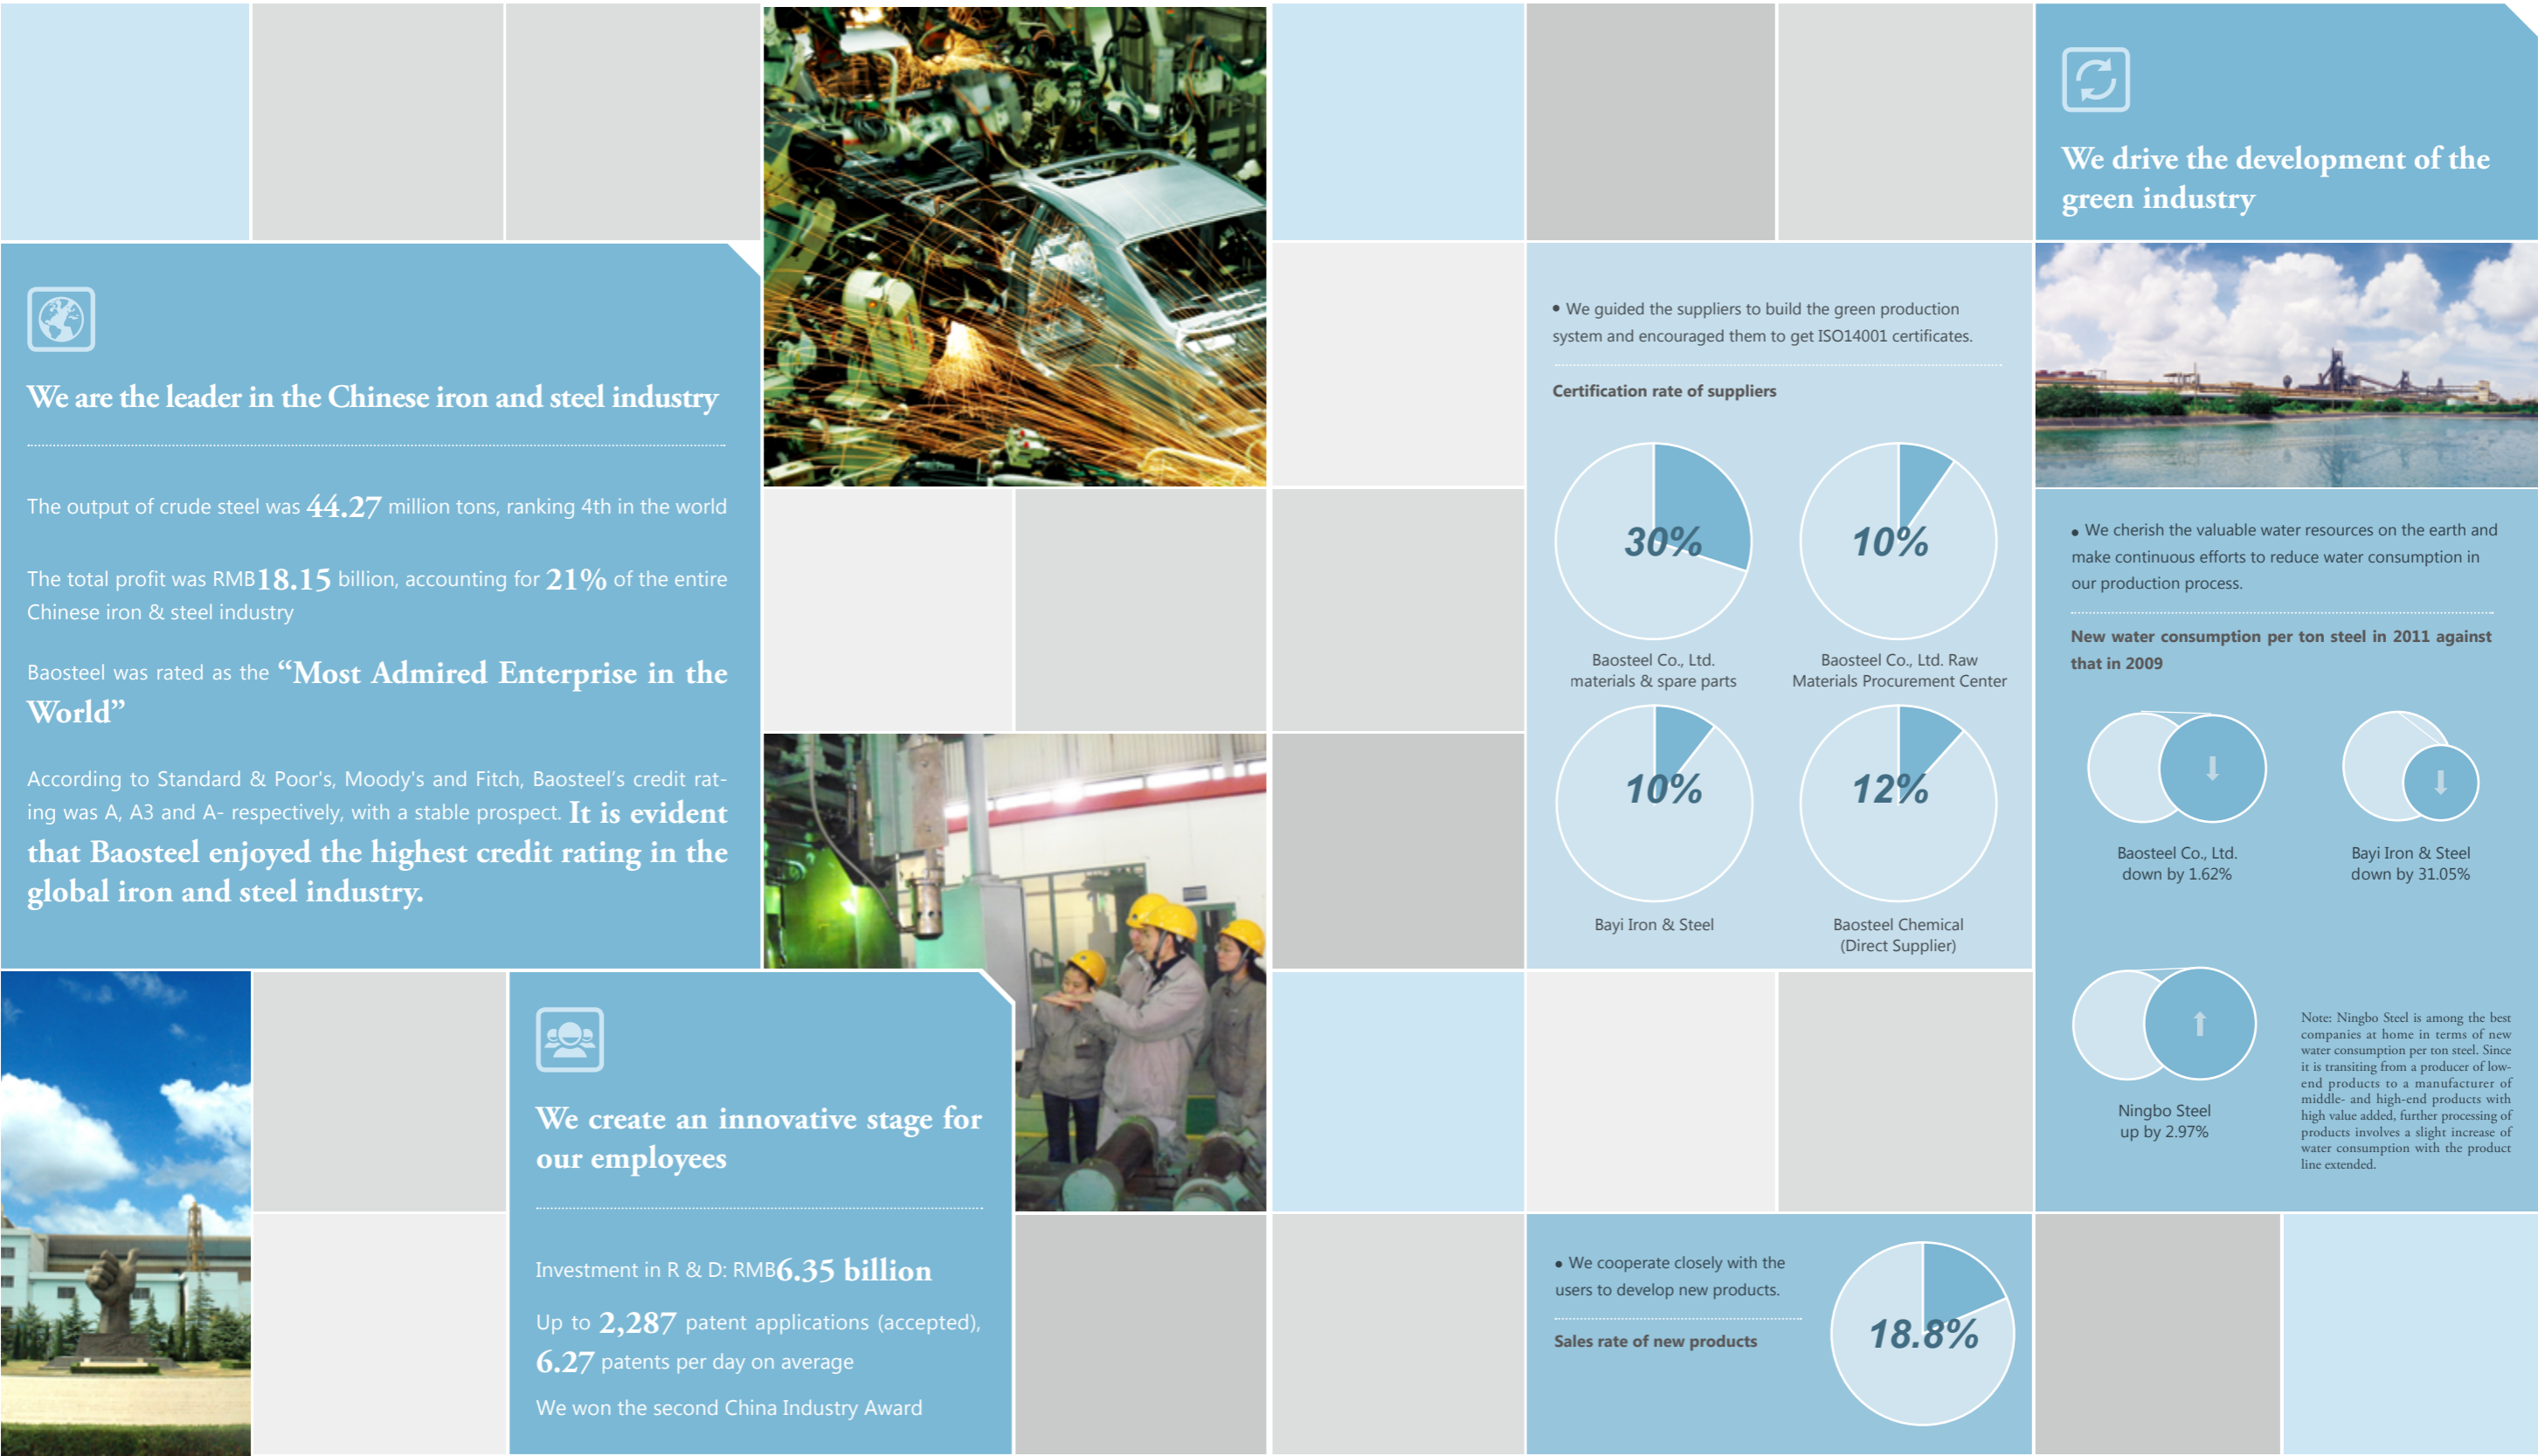 We are the leader in the Chinese iron and steel industry
The output of crude steel was 44.27 million tons, ranking 4th in the world
The total profit was RMB18.15 billion, accounting for 21% of the entire
Chinese iron & steel industry
Baosteel was rated as the “Most Admired Enterprise in the
World”
According to Standard & Poor's, Moody's and Fitch, Baosteel’s credit rat-
ing was A, A3 and A- respectively, with a stable prospect. It is evident
that Baosteel enjoyed the highest credit rating in the
global iron and steel industry.
We create an innovative stage for
our employees
Investment in R & D: RMB6.35 billion
Up to 2,287 patent applications (accepted),
6.27 patents per day on average
We won the second China Industry Award
We drive the development of the
green industry
• We guided the suppliers to build the green production
system and encouraged them to get ISO14001 certificates.
Certification rate of suppliers
30%
Baosteel Co., Ltd.
materials & spare parts
10%
Baosteel Co., Ltd. Raw
Materials Procurement Center
10%
Bayi Iron & Steel
12%
Baosteel Chemical
(Direct Supplier)
• We cherish the valuable water resources on the earth and
make continuous efforts to reduce water consumption in
our production process.
New water consumption per ton steel in 2011 against
that in 2009
Baosteel Co., Ltd.
down by 1.62%
Bayi Iron & Steel
down by 31.05%
Ningbo Steel
up by 2.97%
Note: Ningbo Steel is among the best
companies at home in terms of new
water consumption per ton steel. Since
it is transiting from a producer of low-
end products to a manufacturer of
middle- and high-end products with
high value added, further processing of
products involves a slight increase of
water consumption with the product
line extended.
• We cooperate closely with the
users to develop new products.
Sales rate of new products
18.8%